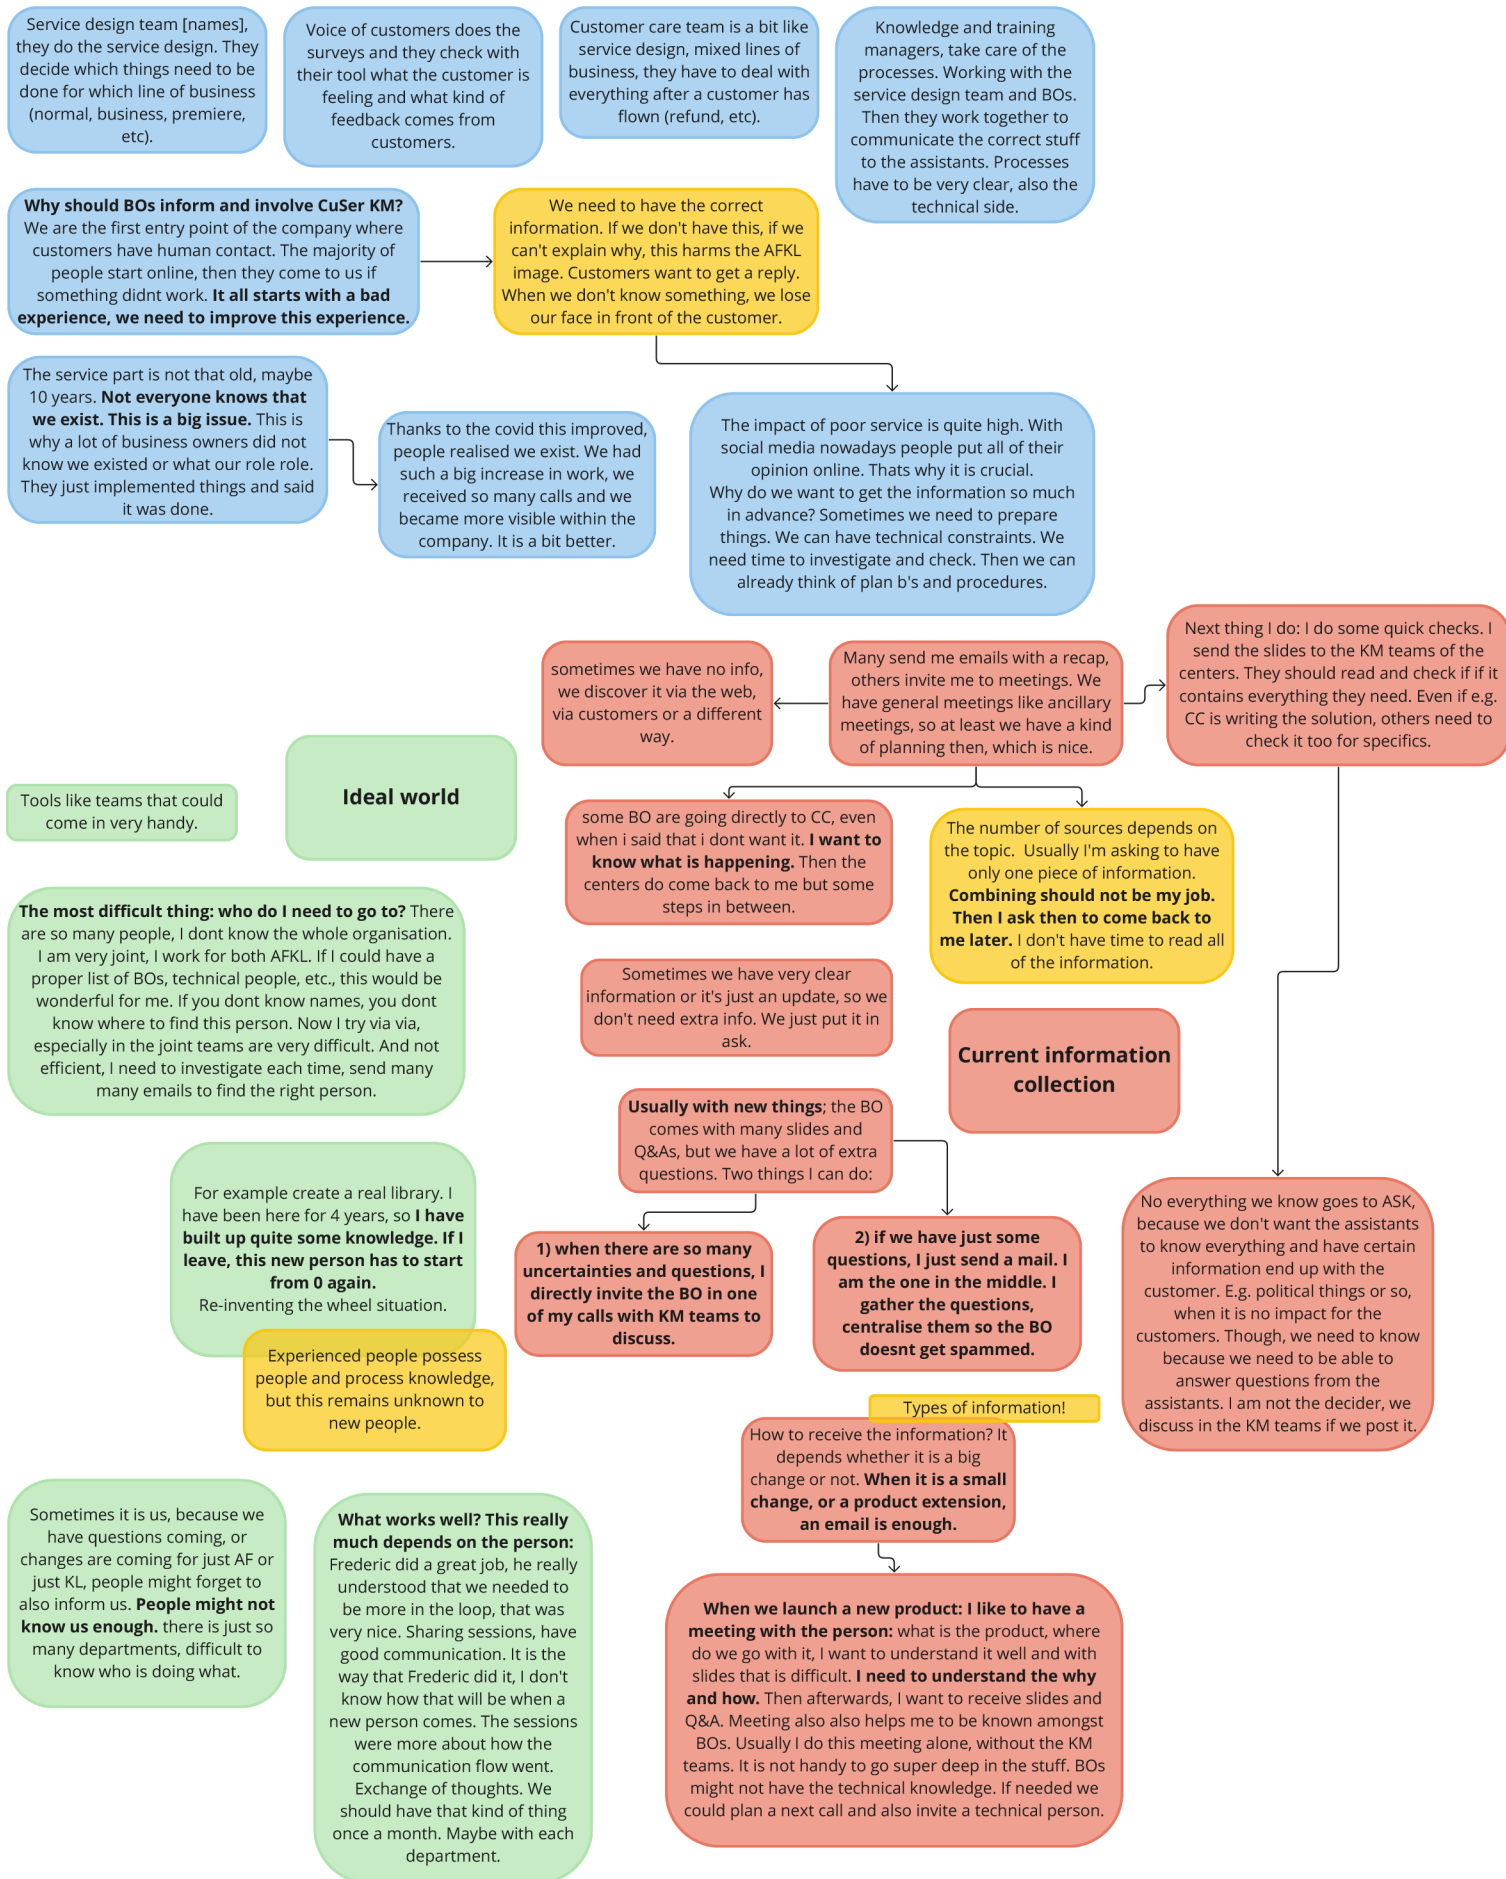 Service design team [names],
they do the service design. They
decide which things need to be
done for which line of business
(normal, business, premiere,
etc).
Voice of customers does the
surveys and they check with
their tool what the customer is
feeling and what kind of
feedback comes from
customers.
Customer care team is a bit like
service design, mixed lines of
business, they have to deal with
everything after a customer has
flown (refund, etc).
Knowledge and training
managers, take care of the
processes. Working with the
service design team and BOs.
Then they work together to
communicate the correct stuff
to the assistants. Processes
have to be very clear, also the
technical side.
Why should BOs inform and involve CuSer KM?
We are the first entry point of the company where
customers have human contact. The majority of
people start online, then they come to us if
something didnt work. It all starts with a bad
experience, we need to improve this experience.
We need to have the correct
information. If we don't have this, if we
can't explain why, this harms the AFKL
image. Customers want to get a reply.
When we don't know something, we lose
our face in front of the customer.
The service part is not that old, maybe
10 years. Not everyone knows that
we exist. This is a big issue. This is
why a lot of business owners did not
know we existed or what our role role.
They just implemented things and said
it was done.
Thanks to the covid this improved,
people realised we exist. We had
such a big increase in work, we
received so many calls and we
became more visible within the
company. It is a bit better.
The impact of poor service is quite high. With
social media nowadays people put all of their
opinion online. Thats why it is crucial.
Why do we want to get the information so much
in advance? Sometimes we need to prepare
things. We can have technical constraints. We
need time to investigate and check. Then we can
already think of plan b's and procedures.
sometimes we have no info,
we discover it via the web,
via customers or a different
way.
Many send me emails with a recap,
others invite me to meetings. We
have general meetings like ancillary
meetings, so at least we have a kind
of planning then, which is nice.
Next thing I do: I do some quick checks. I
send the slides to the KM teams of the
centers. They should read and check if if it
contains everything they need. Even if e.g.
CC is writing the solution, others need to
check it too for specifics.
Ideal world
Tools like teams that could
come in very handy.
some BO are going directly to CC, even
when i said that i dont want it. I want to
know what is happening. Then the
centers do come back to me but some
steps in between.
The number of sources depends on
the topic.  Usually I'm asking to have
only one piece of information.
Combining should not be my job.
Then I ask then to come back to
me later. I don't have time to read all
of the information.
The most difficult thing: who do I need to go to? There
are so many people, I dont know the whole organisation.
I am very joint, I work for both AFKL. If I could have a
proper list of BOs, technical people, etc., this would be
wonderful for me. If you dont know names, you dont
know where to find this person. Now I try via via,
especially in the joint teams are very difficult. And not
efficient, I need to investigate each time, send many
many emails to find the right person.
Sometimes we have very clear
information or it's just an update, so we
don't need extra info. We just put it in
ask.
Current information
collection
Usually with new things; the BO
comes with many slides and
Q&As, but we have a lot of extra
questions. Two things I can do:
For example create a real library. I
have been here for 4 years, so I have
built up quite some knowledge. If I
leave, this new person has to start
from 0 again.
Re-inventing the wheel situation.
Experienced people possess
people and process knowledge,
but this remains unknown to
new people.
1) when there are so many
uncertainties and questions, I
directly invite the BO in one
of my calls with KM teams to
discuss.
2) if we have just some
questions, I just send a mail. I
am the one in the middle. I
gather the questions,
centralise them so the BO
doesnt get spammed.
No everything we know goes to ASK,
because we don't want the assistants
to know everything and have certain
information end up with the
customer. E.g. political things or so,
when it is no impact for the
customers. Though, we need to know
because we need to be able to
answer questions from the
assistants. I am not the decider, we
discuss in the KM teams if we post it.
Types of information!
How to receive the information? It
depends whether it is a big
change or not. When it is a small
change, or a product extension,
an email is enough.
Sometimes it is us, because we
have questions coming, or
changes are coming for just AF or
just KL, people might forget to
also inform us. People might not
know us enough. there is just so
many departments, difficult to
know who is doing what.
What works well? This really
much depends on the person:
Frederic did a great job, he really
understood that we needed to
be more in the loop, that was
very nice. Sharing sessions, have
good communication. It is the
way that Frederic did it, I don't
know how that will be when a
new person comes. The sessions
were more about how the
communication flow went.
Exchange of thoughts. We
should have that kind of thing
once a month. Maybe with each
department.
When we launch a new product: I like to have a
meeting with the person: what is the product, where
do we go with it, I want to understand it well and with
slides that is difficult. I need to understand the why
and how. Then afterwards, I want to receive slides and
Q&A. Meeting also also helps me to be known amongst
BOs. Usually I do this meeting alone, without the KM
teams. It is not handy to go super deep in the stuff. BOs
might not have the technical knowledge. If needed we
could plan a next call and also invite a technical person.